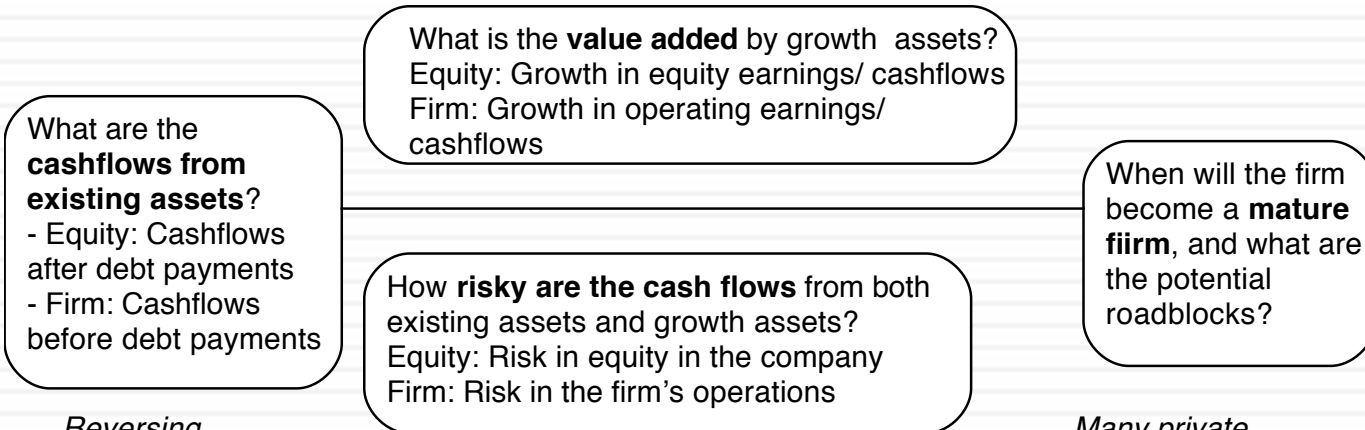 What is the value added by growth assets?
Equity: Growth in equity earnings/ cashflows
Firm: Growth in operating earnings/
cashflows
What are the
cashflows from
existing assets?
- Equity: Cashflows
after debt payments
- Firm: Cashflows
before debt payments
How risky are the cash flows from both
existing assets and growth assets?
Equity: Risk in equity in the company
Firm: Risk in the firm's operations
When will the firm
become a mature
fiirm, and what are
the potential
roadblocks?
Reversing
Many private